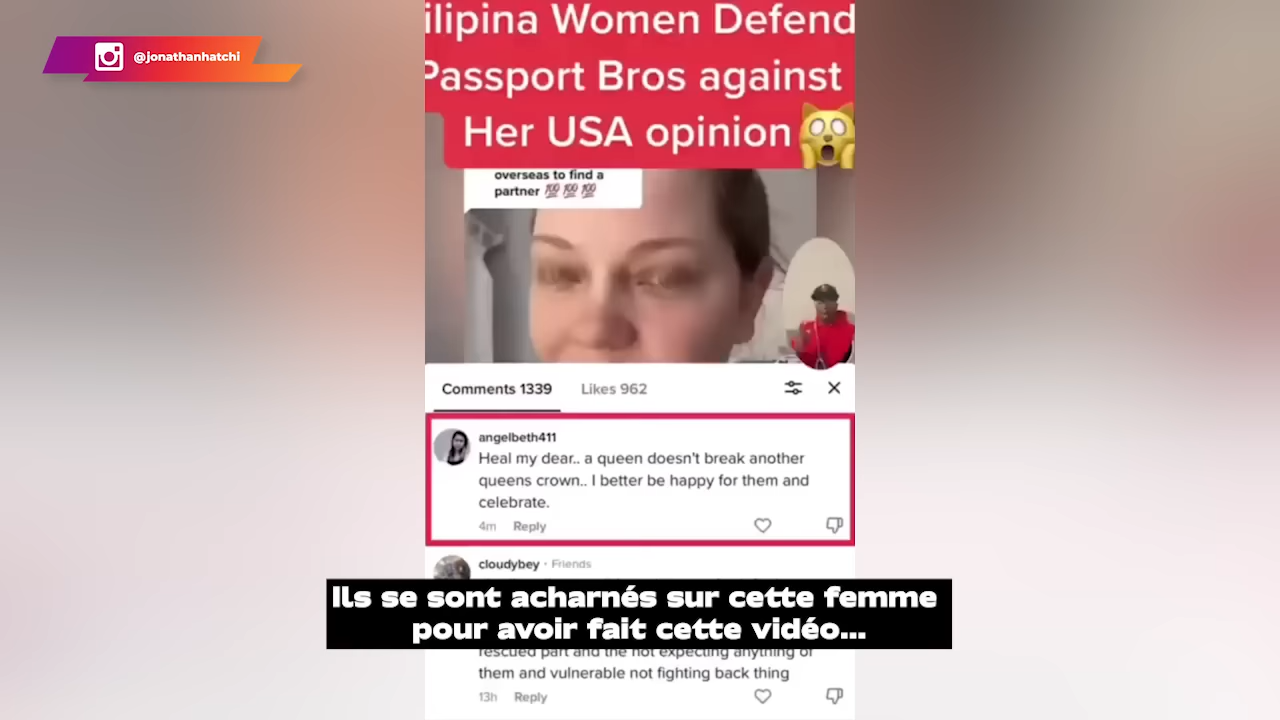 @jonathanhatchi
ilipina Women Defend
Passport Bros against
Her USA opinion
overseas to find a
partner 💯💯💯
Comments 1339
Likes 962
angelbeth411
Heal my dear.. a queen doesn't break another
queens crown.. I better be happy for them and
celebrate.
4m Reply
cloudybey · Friends
Ils se sont acharnés sur cette femme
pour avoir fait cette vidéo...
rescued part and the not expecting anything of
them and vulnerable not fighting back thing
13h Reply